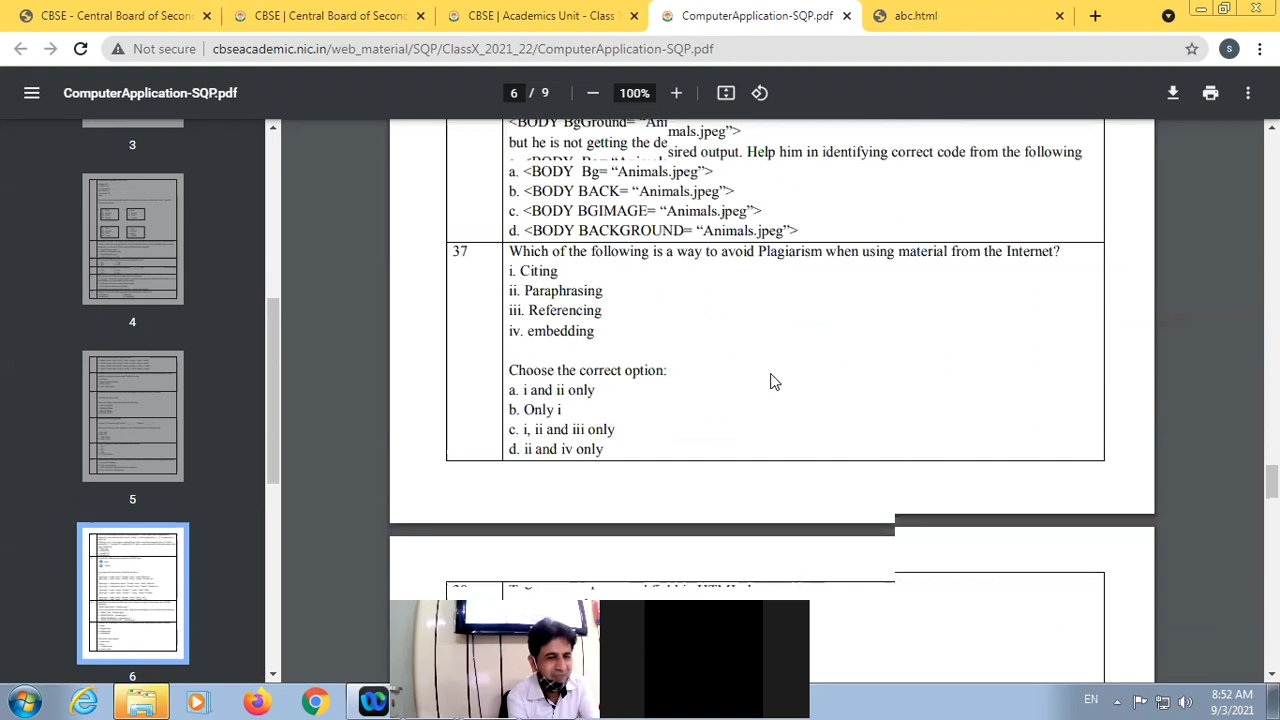 CBSE - Central Board of Secon
CBSE | Central Board of Second
CBSE | Academics Unit - Class X
ComputerApplication-SQP.pdf
abc.html
Not secure
cbseacademic.nic.in/web_material/SQP/ClassX_2021_22/ComputerApplication-SQP.pdf
S
ComputerApplication-SQP.pdf
6 / 9
100%
3
4
5
6
<BODY BgGround= “Animals.jpeg”>
but he is not getting the desired output. Help him in identifying correct code from the following
a. <BODY Bg= “Animals.jpeg”>
b. <BODY BACK= “Animals.jpeg”>
c. <BODY BGIMAGE= “Animals.jpeg”>
d. <BODY BACKGROUND= “Animals.jpeg”>
37
Which of the following is a way to avoid Plagiarism when using material from the Internet?
i. Citing
ii. Paraphrasing
iii. Referencing
iv. embedding
Choose the correct option:
a. i and ii only
b. Only i
c. i, ii and iii only
d. ii and iv only
EN
8:52 AM
9/3/2021